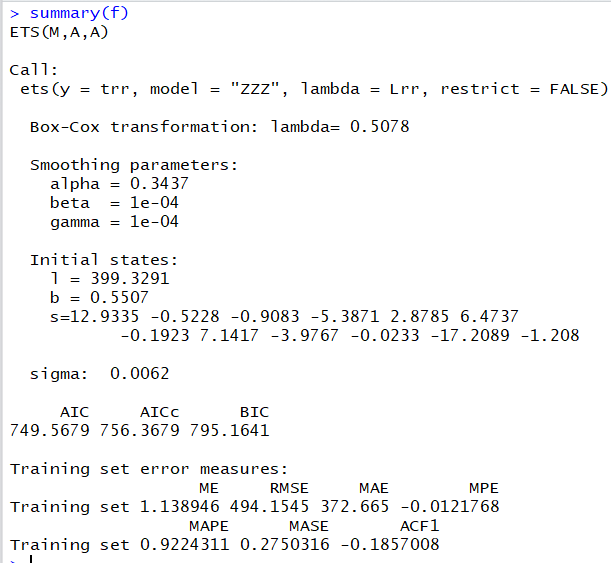 > summary(f)
ETS(M,A,A)
Call:
ets(y = trr, model = "ZZZ", lambda = Lrr, restrict = FALSE)
Box-Cox transformation: lambda= 0.5078
Smoothing parameters:
alpha = 0.3437
beta  = 1e-04
gamma = 1e-04
Initial states:
l = 399.3291
b = 0.5507
s=12.9335 -0.5228 -0.9083 -5.3871 2.8785 6.4737
-0.1923 7.1417 -3.9767 -0.0233 -17.2089 -1.208
sigma:  0.0062
AIC AICc BIC
749.5679 756.3679 795.1641
Training set error measures:
ME RMSE MAE MPE
Training set 1.138946 494.1545 372.665 -0.0121768
MAPE MASE ACF1
Training set 0.9224311 0.2750316 -0.1857008
>